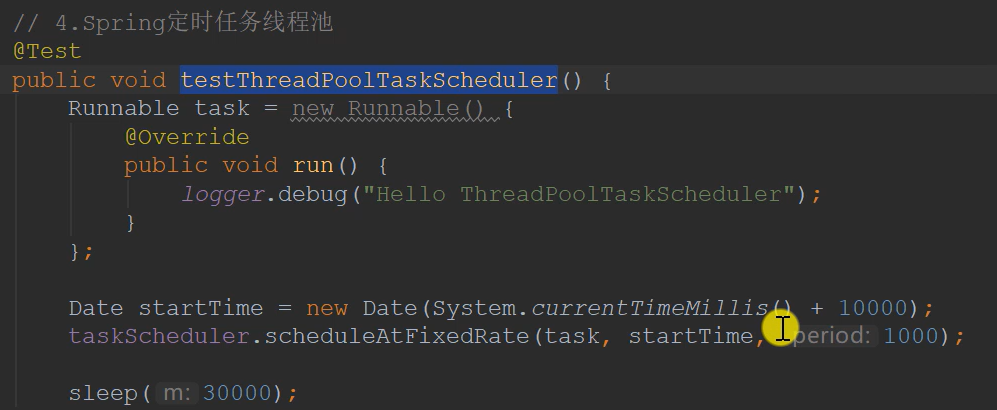 // 4.Spring定时任务线程池
@Test
public void testThreadPoolTaskScheduler() {
Runnable task = new Runnable() {
@Override
public void run() {
logger.debug("Hello ThreadPoolTaskScheduler");
}
};
Date startTime = new Date(System.currentTimeMillis() + 10000);
taskScheduler.scheduleAtFixedRate(task, startTime, period: 1000);
sleep( m: 30000);